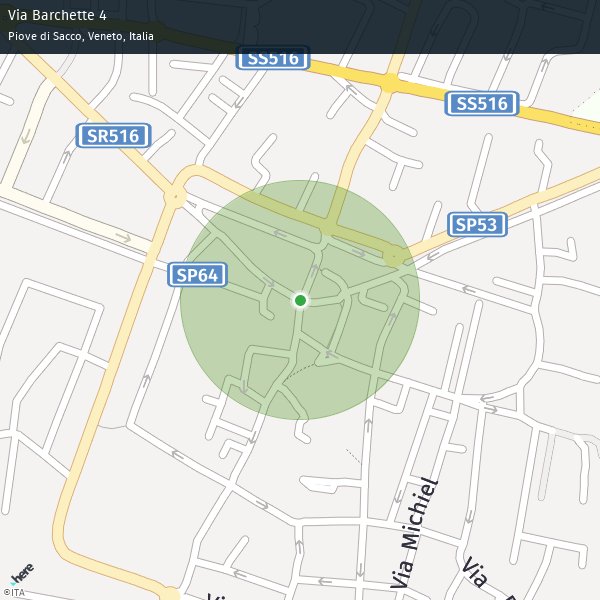 Via Barchette 4
Piove di Sacco, Veneto, Italia
SS516
SS516
SR516
SP53
SP64
Via Michiel
Via
here
©ITA